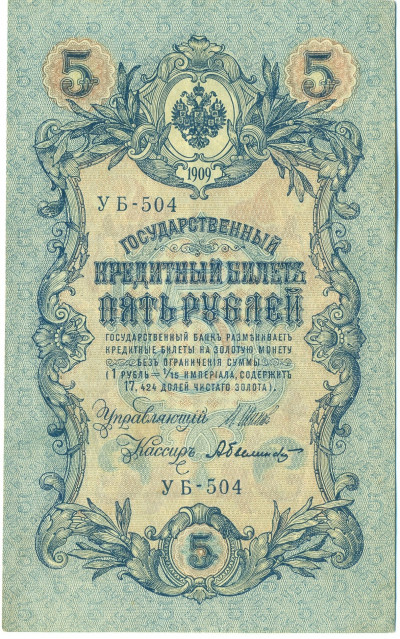 5 5
1909
УБ-504
ГОСУДАРСТВЕННЫЙ
КРЕДИТНЫЙ БИЛЕТЪ
ПЯТЬ РУБЛЕЙ
ГОСУДАРСТВЕННЫЙ БАНКЪ РАЗМѢНИВАЕТЪ
КРЕДИТНЫЕ БИЛЕТЫ НА ЗОЛОТУЮ МОНЕТУ
БЕЗЪ ОГРАНИЧЕНІЯ СУММЫ
(1 РУБЛЬ = 1/15 ИМПЕРІАЛА, СОДЕРЖИТЪ
17,424 ДОЛЕЙ ЧИСТАГО ЗОЛОТА).
Управляющій
Кассиръ
УБ-504
5